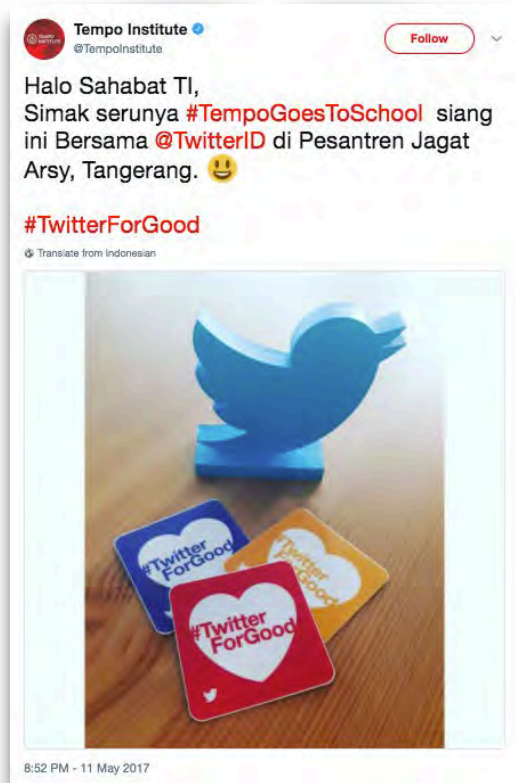 Tempo Institute
@TempoInstitute
Follow
Halo Sahabat TI,
Simak serunya #TempoGoesToSchool siang
ini Bersama @TwitterID di Pesantren Jagat
Arsy, Tangerang.
#TwitterForGood
Translate from Indonesian
#Twitter
ForGood
#Twitter
ForGood
#Twitter
ForGood
8:52 PM - 11 May 2017